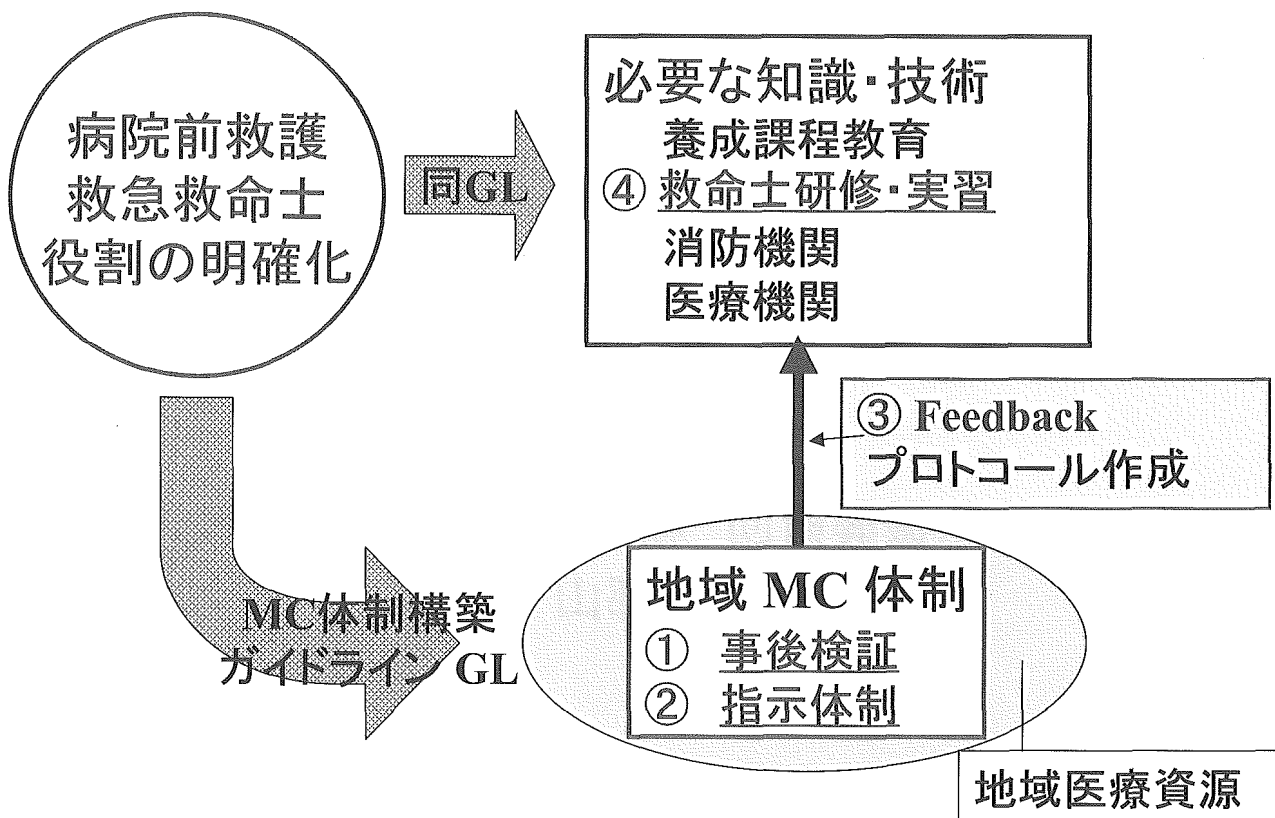 病院前救護
救急救命士
役割の明確化
同GL
必要な知識・技術
養成課程教育
④ 救命士研修・実習
消防機関
医療機関
③ Feedback
プロトコール作成
MC体制構築
ガイドライン GL
地域 MC 体制
① 事後検証
② 指示体制
地域医療資源